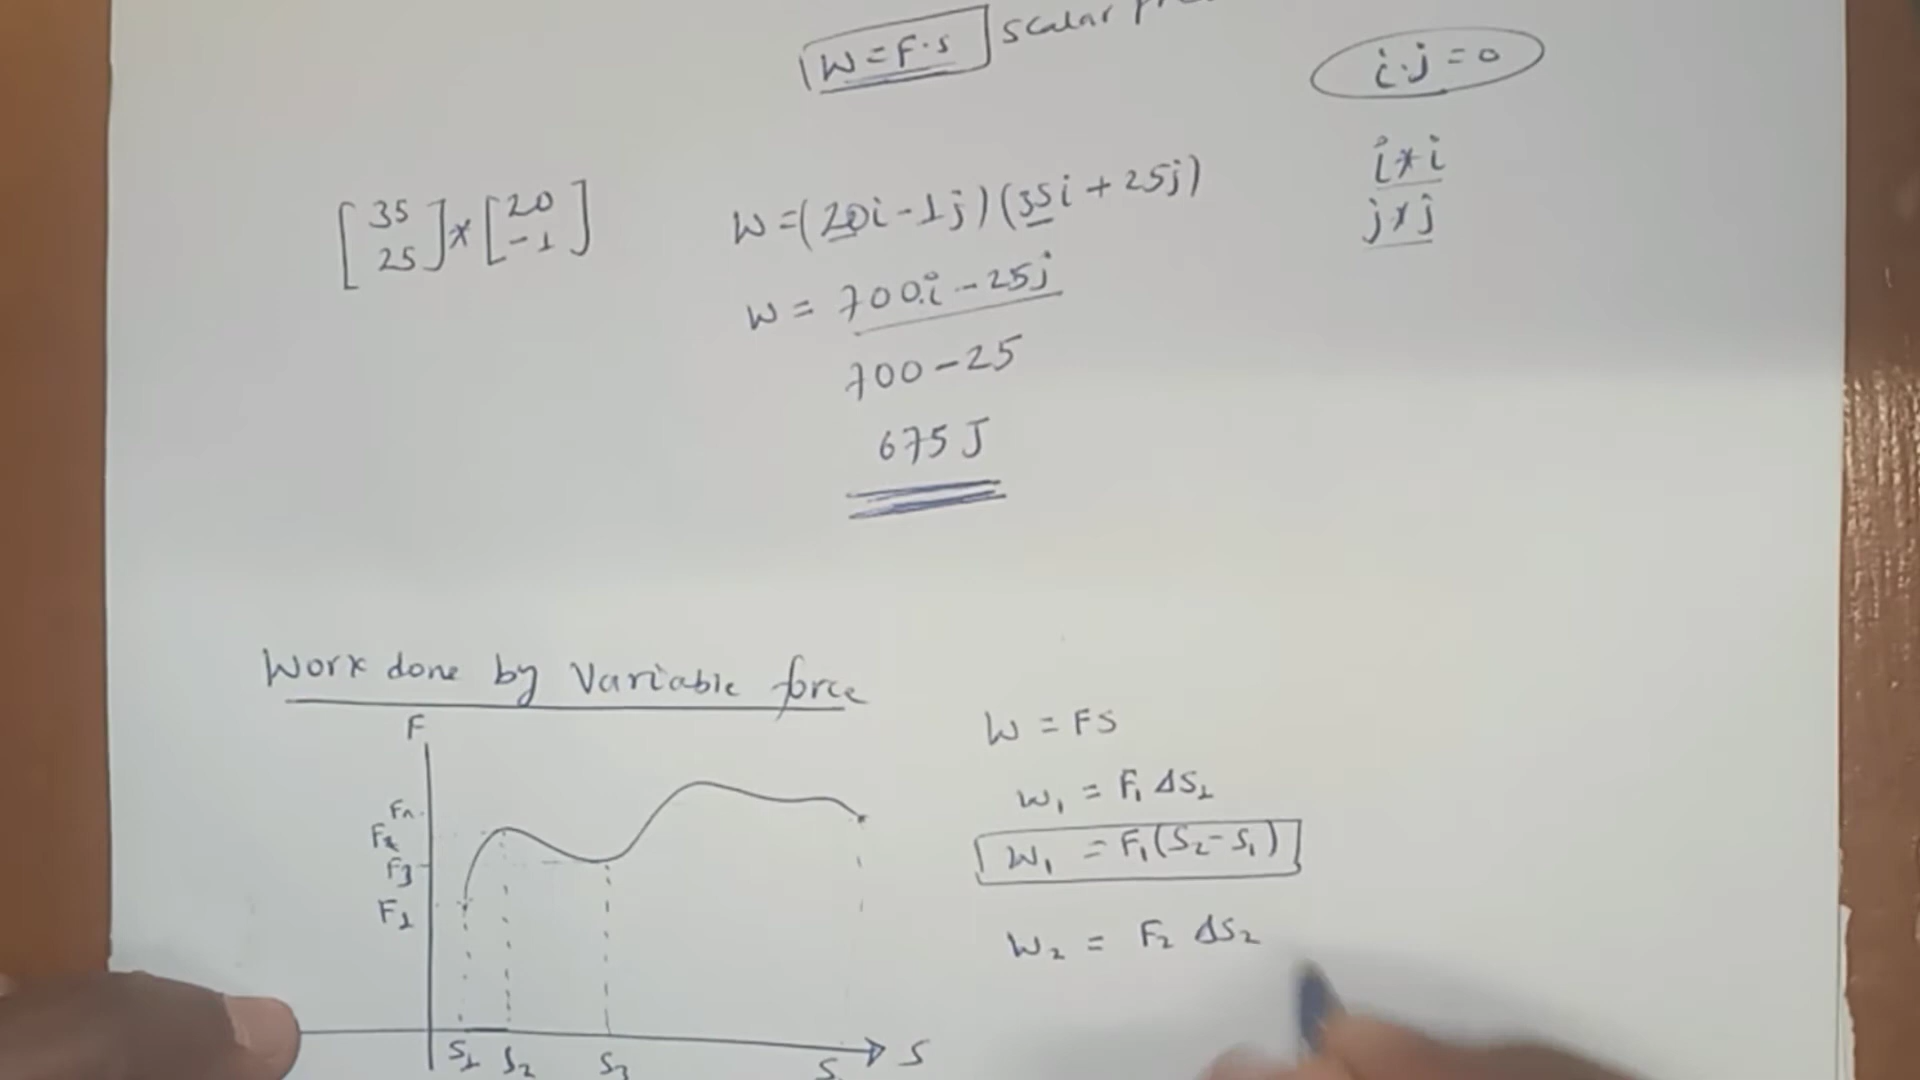 W=F·s scalar
i·j=0
i*i
j*j
[35 25]*[20 -1]
W=(20i-1j)(35i+25j)
W = 700i-25j
700-25
675 J
Work done by Variable force
F
Fn
F2
F3
F1
S1 S2 S3 S
S
W = FS
W1 = F1 ΔS1
W1 = F1(S2-S1)
W2 = F2 ΔS2